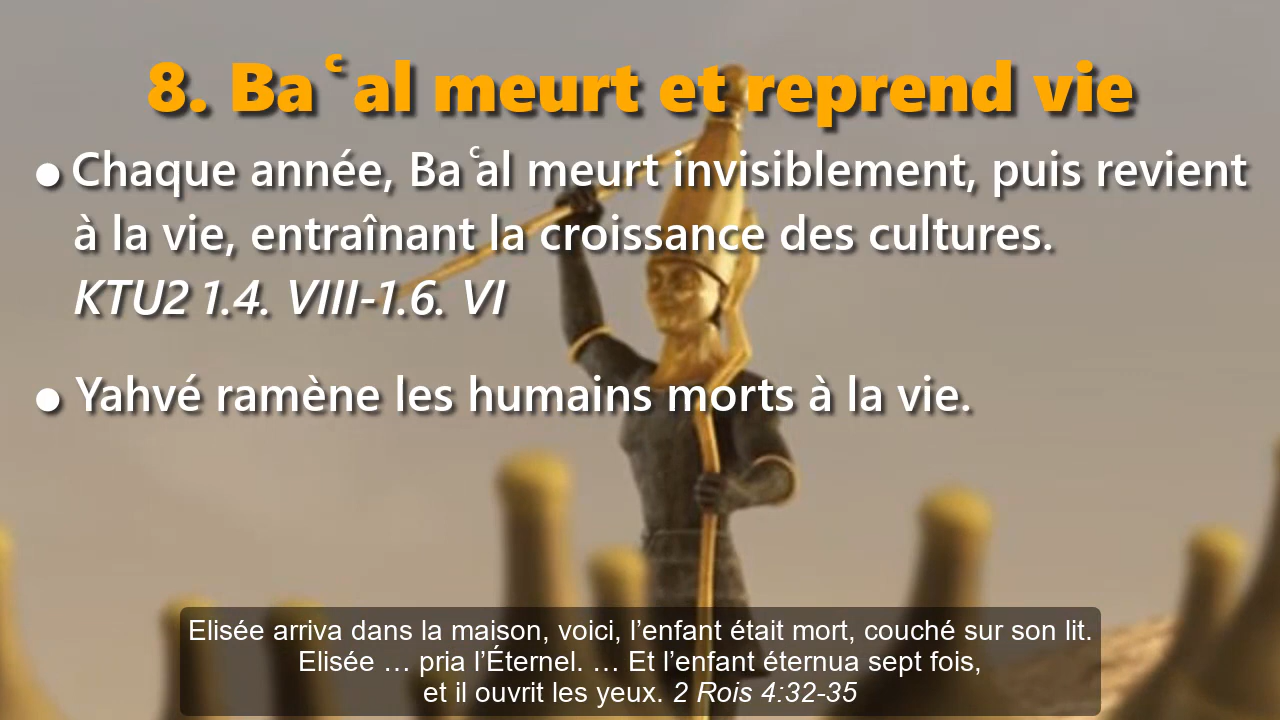 8. Baʿal meurt et reprend vie
● Chaque année, Baʿal meurt invisiblement, puis revient
à la vie, entraînant la croissance des cultures.
KTU2 1.4. VIII-1.6. VI
● Yahvé ramène les humains morts à la vie.
Elisée arriva dans la maison, voici, l’enfant était mort, couché sur son lit.
Elisée … pria l’Éternel. … Et l’enfant éternua sept fois,
et il ouvrit les yeux. 2 Rois 4:32-35